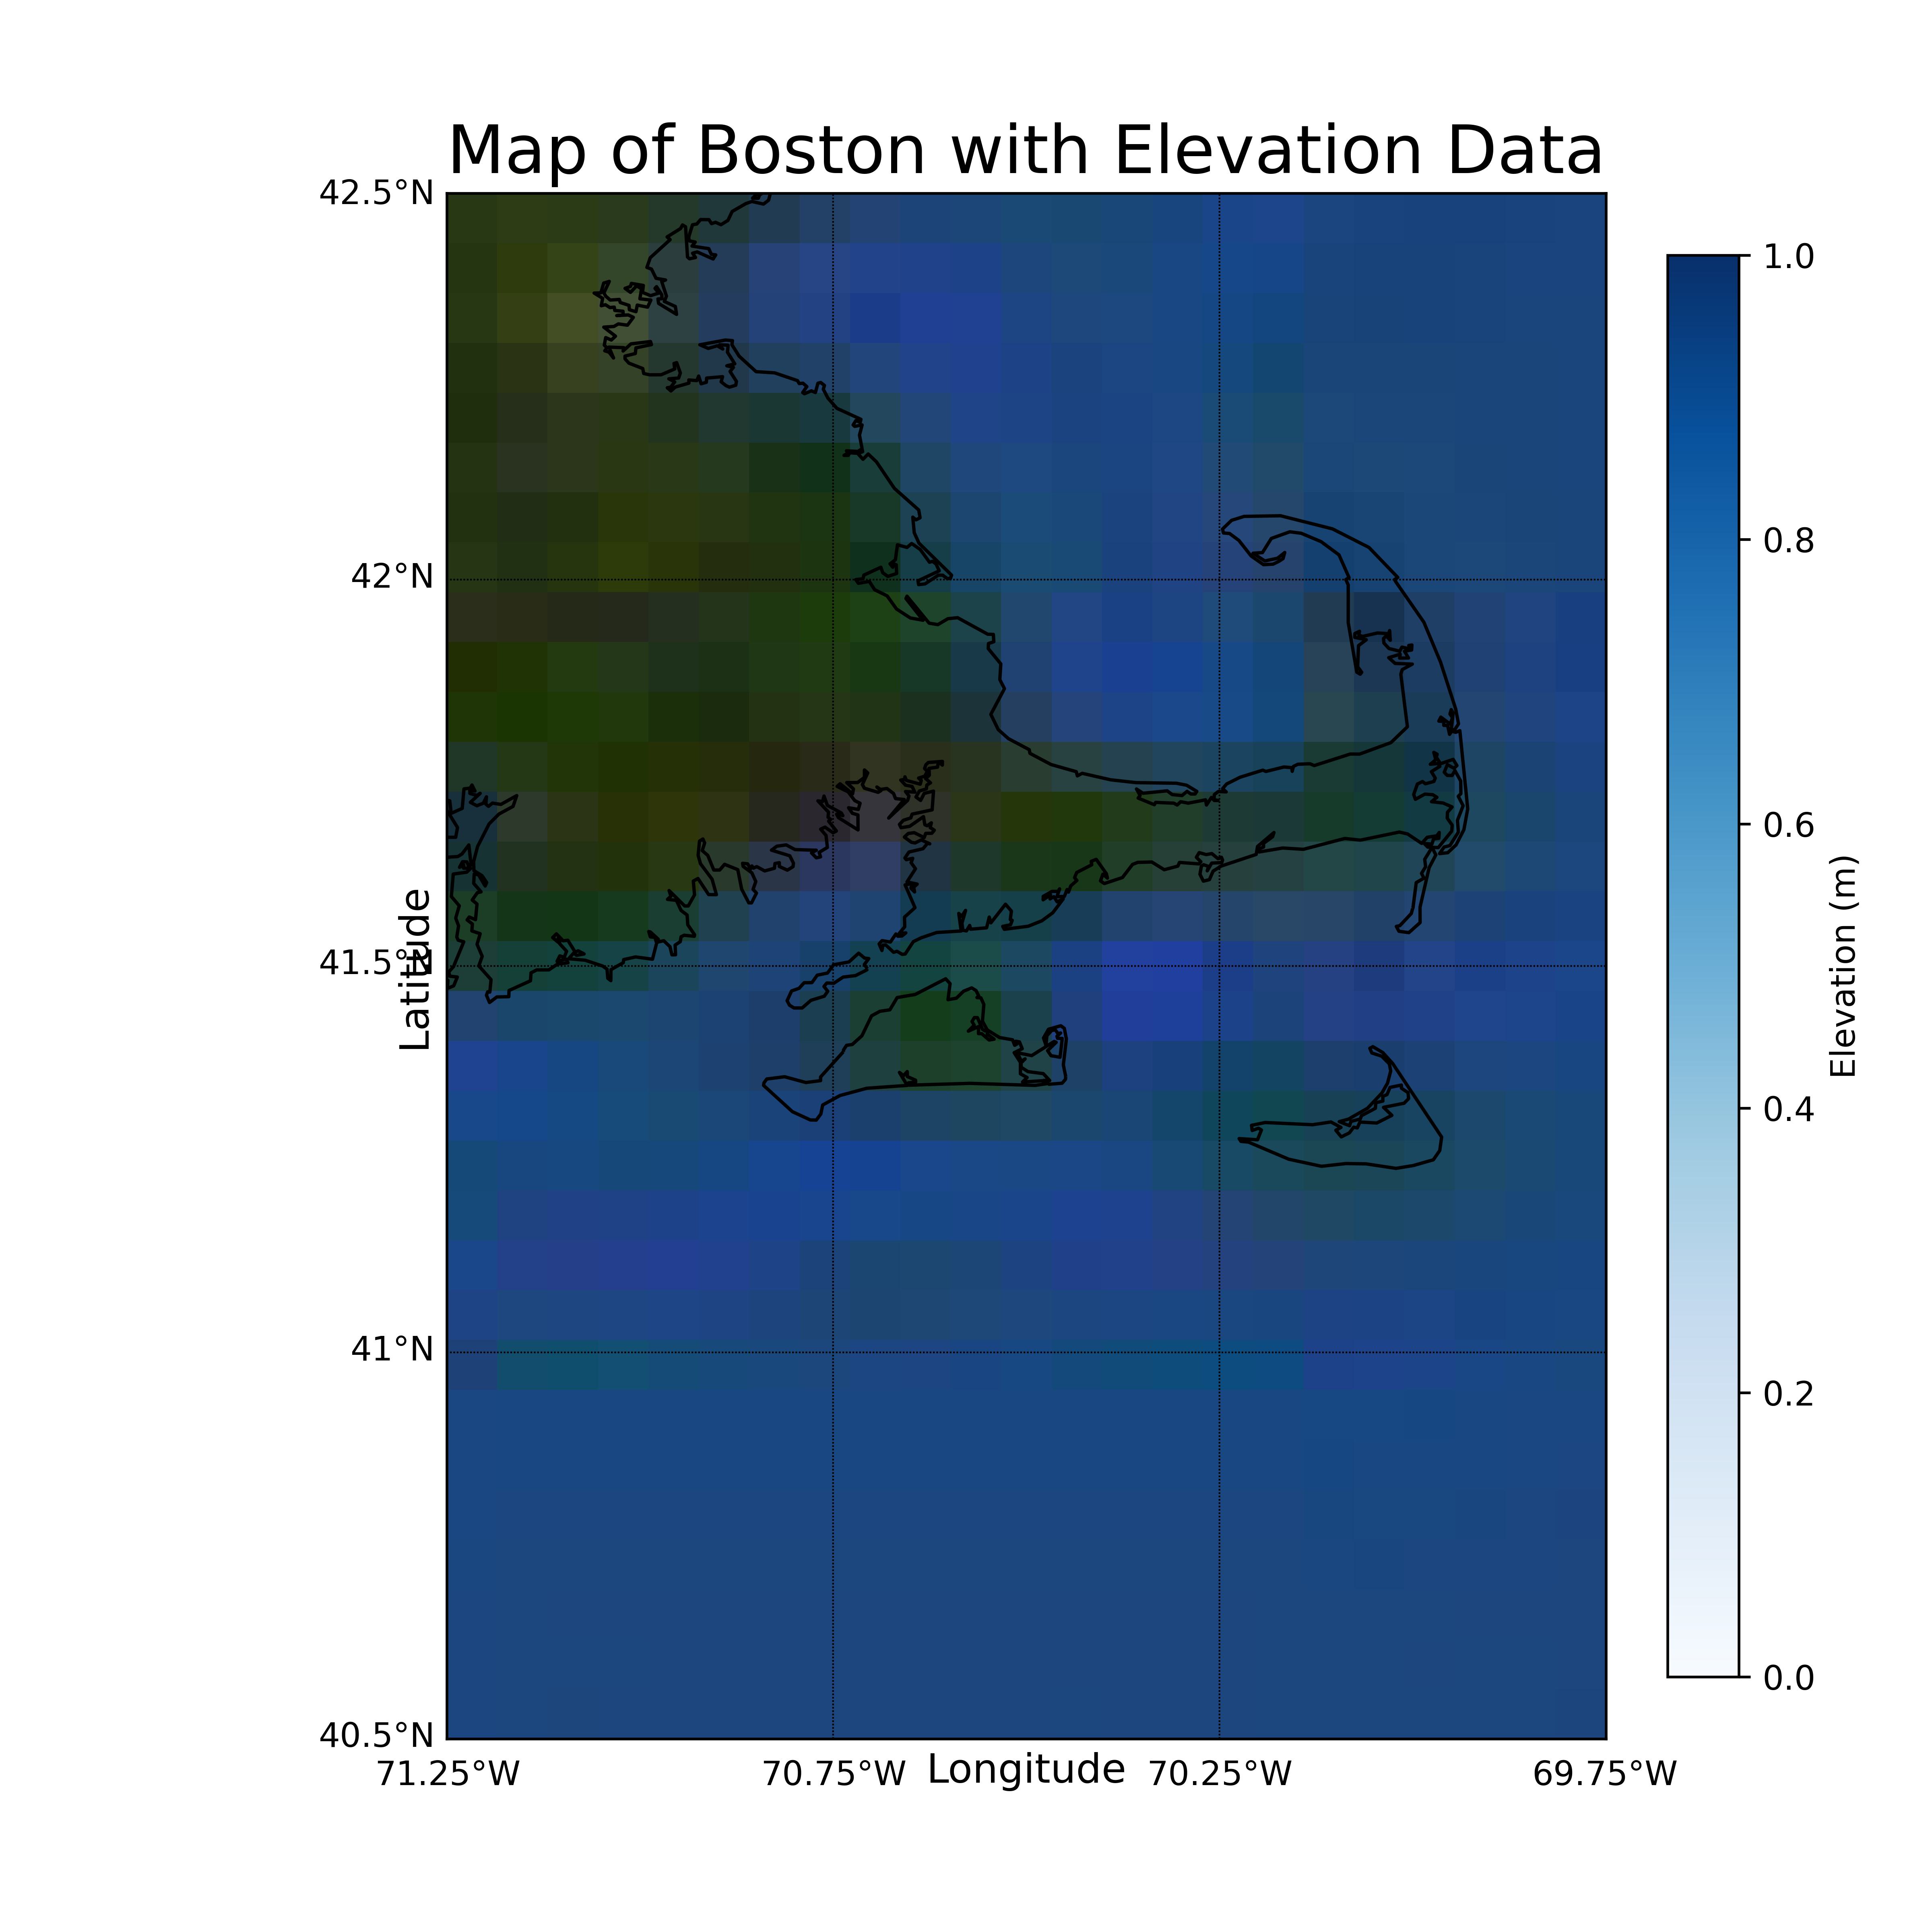 Map of Boston with Elevation Data
42.5°N
42°N
41.5°N
41°N
40.5°N
Latitude
71.25°W
70.75°W
Longitude
70.25°W
69.75°W
1.0
0.8
0.6
0.4
0.2
0.0
Elevation (m)